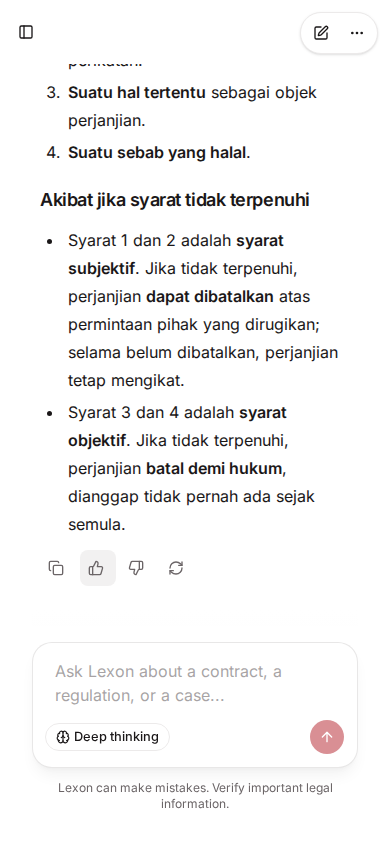 perikatan.
3. Suatu hal tertentu sebagai objek
perjanjian.
4. Suatu sebab yang halal.
Akibat jika syarat tidak terpenuhi
• Syarat 1 dan 2 adalah syarat
subjektif. Jika tidak terpenuhi,
perjanjian dapat dibatalkan atas
permintaan pihak yang dirugikan;
selama belum dibatalkan, perjanjian
tetap mengikat.
• Syarat 3 dan 4 adalah syarat
objektif. Jika tidak terpenuhi,
perjanjian batal demi hukum,
dianggap tidak pernah ada sejak
semula.
Ask Lexon about a contract, a
regulation, or a case...
Deep thinking
Lexon can make mistakes. Verify important legal
information.